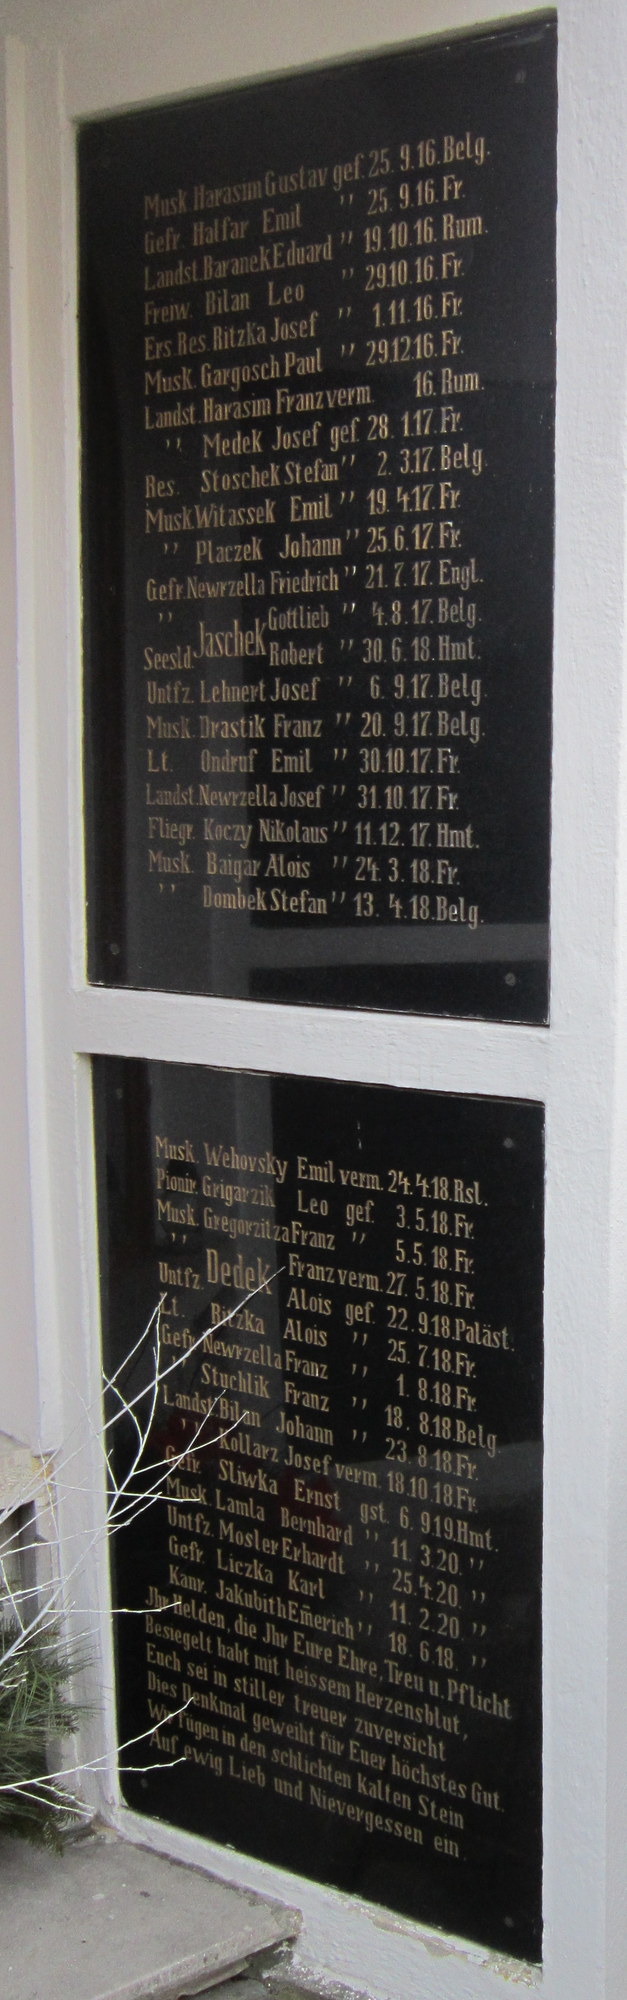 Musk. Harasim Gustav gef. 25. 9.16. Belg.
Gefr. Halfar Emil " 25. 9.16. Fr.
Landst. Baranek Eduard " 19.10.16. Rum.
Freiw. Bilan Leo " 29.10.16. Fr.
Ers. Res. Ritzka Josef " 1.11.16. Fr.
Musk. Gargosch Paul " 29.12.16. Fr.
Landst. Harasim Franz verm. 16. Rum.
" Medek Josef gef. 28. 1.17. Fr.
Res. Stoschek Stefan " 2. 3.17. Belg.
Musk. Witassek Emil " 19. 4.17. Fr.
" Placzek Johann " 25.6.17. Fr.
Gefr. Newrzella Friedrich " 21.7.17. Engl.
" Jaschek Gottlieb " 4.8.17. Belg.
Seesld. Robert " 30.6.18. Hmt.
Untfz. Lehnert Josef " 6. 9.17. Belg.
Musk. Drastik Franz " 20. 9.17. Belg.
Lt. Ondruf Emil " 30.10.17. Fr.
Landst. Newrzella Josef " 31.10.17. Fr.
Fliegr. Koczy Nikolaus " 11.12.17. Hmt.
Musk. Baigar Alois " 24. 3.18. Fr.
" Dombek Stefan " 13. 4.18. Belg.
Musk. Wehovsky Emil verm. 24.4.18. Rsl.
Pionir. Grigarzik Leo gef. 3.5.18. Fr.
Musk. Gregorzitza Franz " 5.5.18. Fr.
" Dedek Franz verm. 27.5.18. Fr.
Untfz. Alois gef. 22.9.18. Paläst.
Lt. Ritzka Alois " 25.7.18. Fr.
Gefr. Newrzella Franz " 1. 8.18. Fr.
" Stuchlik Franz " 18. 8.18. Belg.
Landst. Bilan Johann " 23. 8.18. Fr.
" Kollarz Josef verm. 18.10.18. Fr.
Gefr. Sliwka Ernst gst. 6. 9.19. Hmt.
Musk. Lamla Bernhard " 11. 3.20. "
Untfz. Mosler Erhardt " 25.4.20. "
Gefr. Liczka Karl " 11. 2.20. "
Kanr. Jakubith Emerich " 18. 6.18. "
Jhr Helden, die Jhr Eure Ehre, Treu u. Pflicht
Besiegelt habt mit heissem Herzensblut,
Euch sei in stiller treuer zuversicht
Dies Denkmal geweiht für Euer höchstes Gut.
Wir fügen in den schlichten kalten Stein
Auf ewig Lieb und Nievergessen ein.